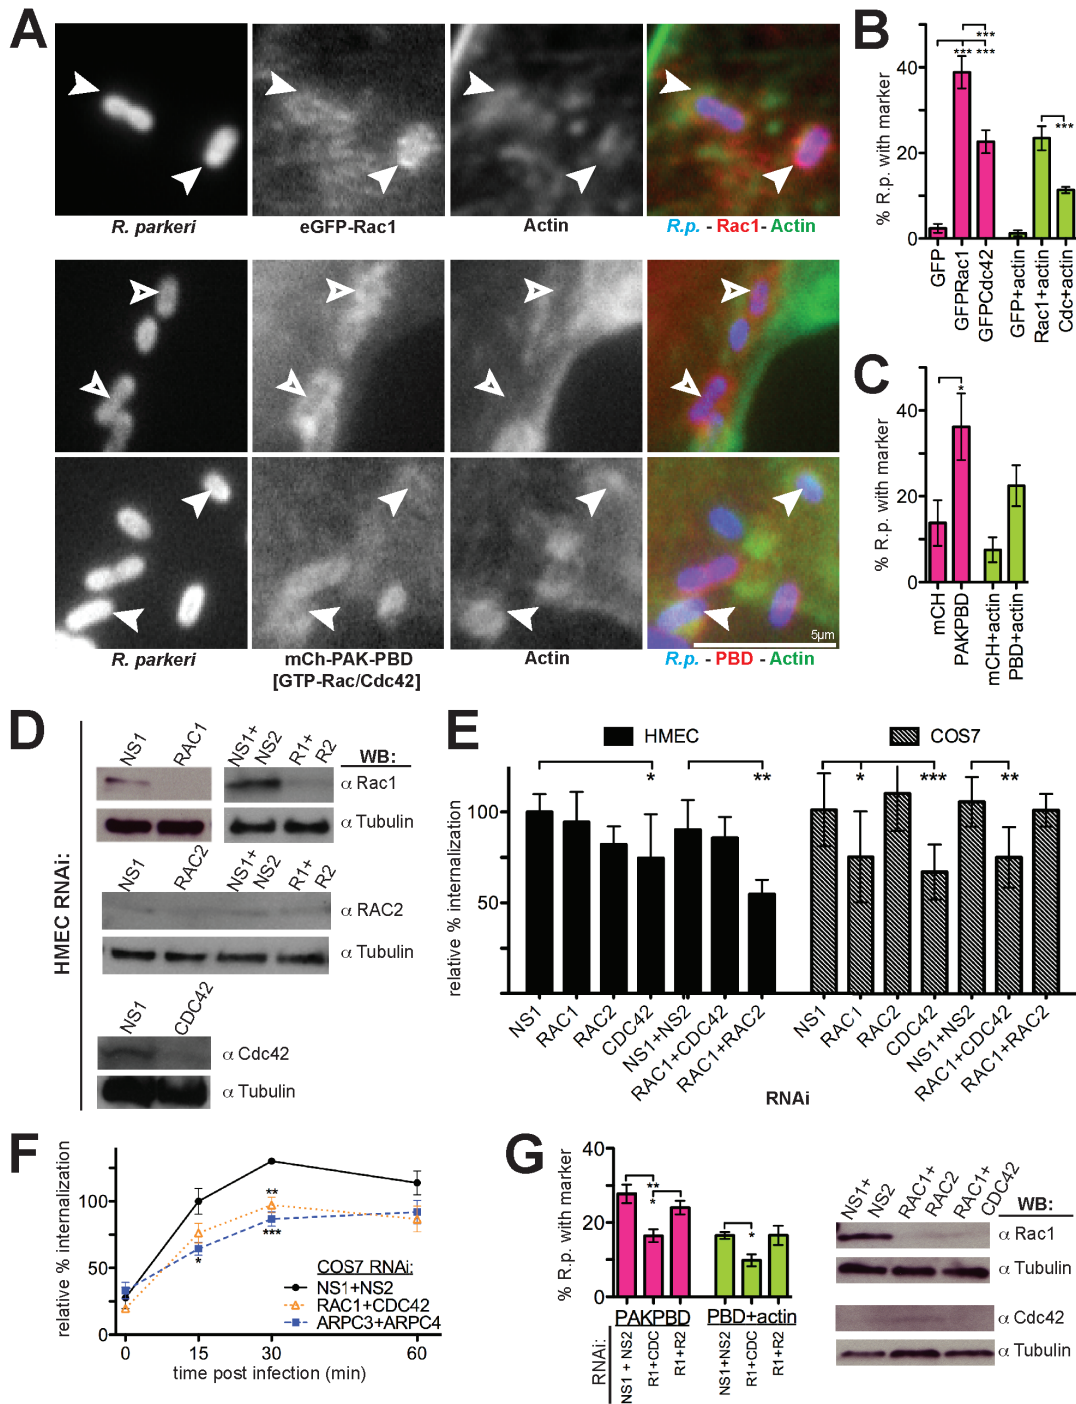 A
R. parkeri
eGFP-Rac1
Actin
R.p. - Rac1- Actin
5µm
R. parkeri
mCh-PAK-PBD
[GTP-Rac/Cdc42]
Actin
R.p. - PBD - Actin
B
% R.p. with marker
40
20
0
***
*** ***
***
GFP
GFPRac1
GFPCdc42
GFP+actin
Rac1+actin
Cdc+actin
C
% R.p. with marker
40
20
0
*
mCH
PAKPBD
mCH+actin
PBD+actin
D
HMEC RNAi:
NS1
RAC1
NS1+
NS2
R1+
R2
WB:
α Rac1
α Tubulin
NS1
RAC2
NS1+
NS2
R1+
R2
α RAC2
α Tubulin
NS1
CDC42
α Cdc42
α Tubulin
E
HMEC
COS7
relative % internalization
100
50
* ** * *** **
NS1
RAC1
RAC2
CDC42
NS1+NS2
RAC1+CDC42
RAC1+RAC2
NS1
RAC1
RAC2
CDC42
NS1+NS2
RAC1+CDC42
RAC1+RAC2
RNAi
F
relative % internalization
100
50
0
**
***
*
COS7 RNAi:
NS1+NS2
RAC1+CDC42
ARPC3+ARPC4
0 15 30 60
time post infection (min)
G
% R.p. with marker
40
20
0
**
*
*
PAKPBD
PBD+actin
RNAi:
NS1 + NS2
R1+CDC
R1+R2
NS1+NS2
R1+CDC
R1+R2
NS1+
NS2
RAC1+
RAC2
RAC1+
CDC42
WB:
α Rac1
α Tubulin
α Cdc42
α Tubulin